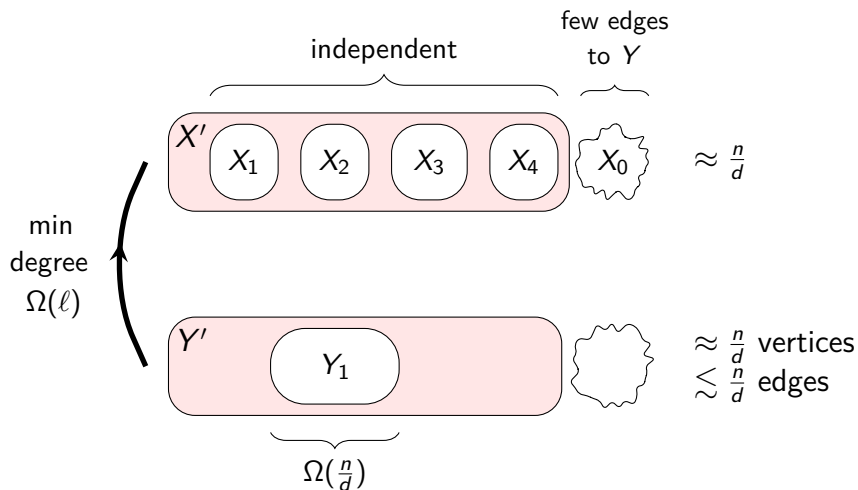 few edges
to Y
independent
X′
X₁
X₂
X₃
X₄
X₀
≈ n/d
min
degree
Ω(ℓ)
Y′
Y₁
≈ n/d vertices
≲ n/d edges
Ω(n/d)